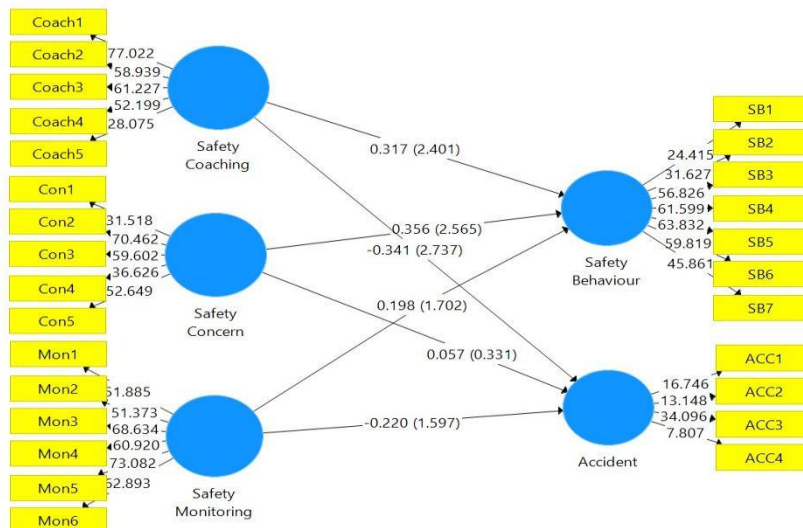 Coach1
Coach2
Coach3
Coach4
Coach5
77.022
58.939
61.227
52.199
28.075
Safety
Coaching
Con1
Con2
Con3
Con4
Con5
31.518
70.462
59.602
36.626
52.649
Safety
Concern
Mon1
Mon2
Mon3
Mon4
Mon5
Mon6
51.373
68.634
60.920
73.082
Safety
Monitoring
0.317 (2.401)
0.356 (2.565)
-0.341 (2.737)
0.198 (1.702)
0.057 (0.331)
-0.220 (1.597)
24.415
31.627
56.826
61.599
63.832
59.819
45.861
SB1
SB2
SB3
SB4
SB5
SB6
SB7
Safety
Behaviour
16.746
13.148
34.096
7.807
ACC1
ACC2
ACC3
ACC4
Accident